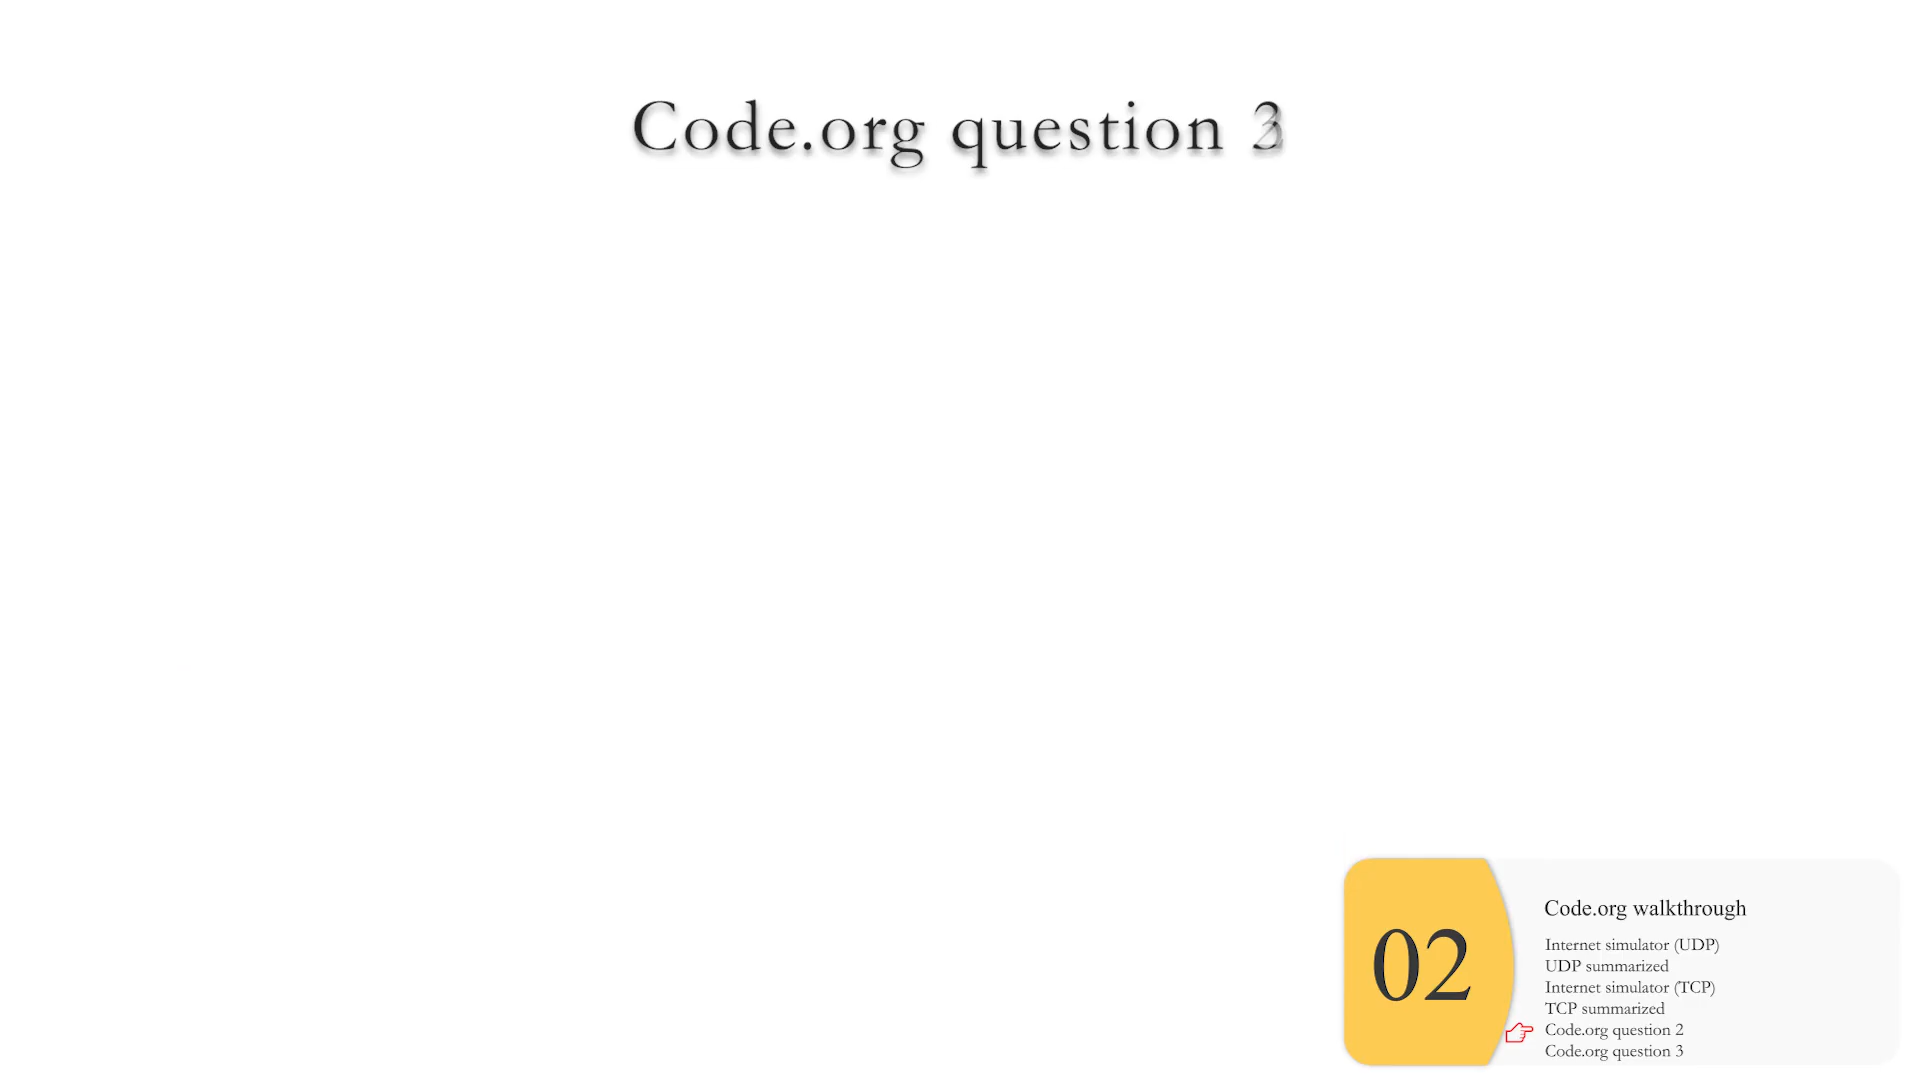 Code.org question 3
02
Code.org walkthrough
Internet simulator (UDP)
UDP summarized
Internet simulator (TCP)
TCP summarized
Code.org question 2
Code.org question 3